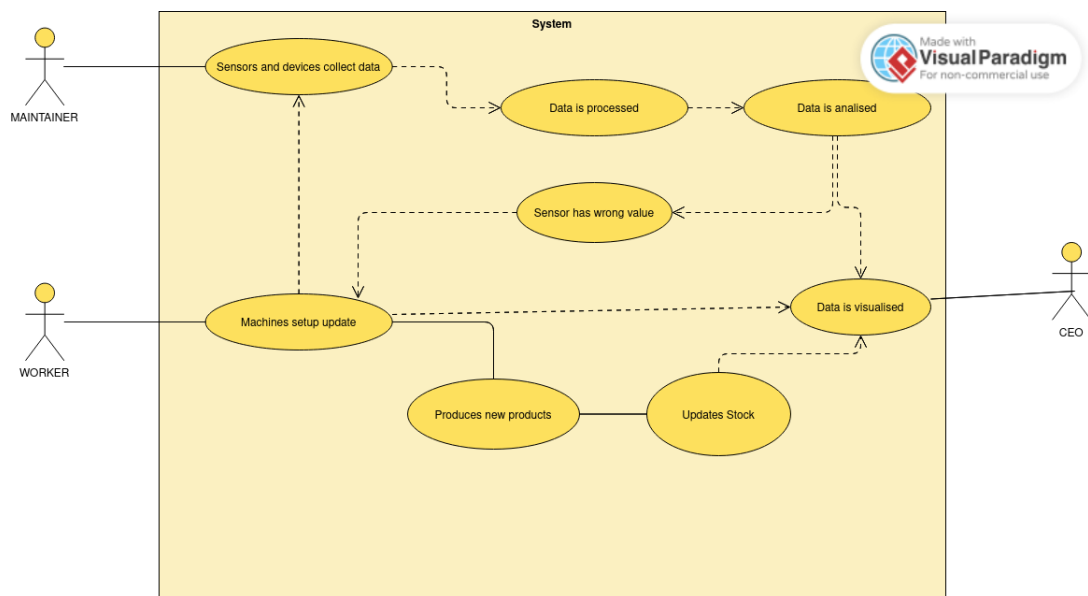 System
Made with
Visual Paradigm
For non-commercial use
Sensors and devices collect data
MAINTAINER
Data is processed
Data is analised
Sensor has wrong value
Data is visualised
Machines setup update
CEO
WORKER
Produces new products
Updates Stock